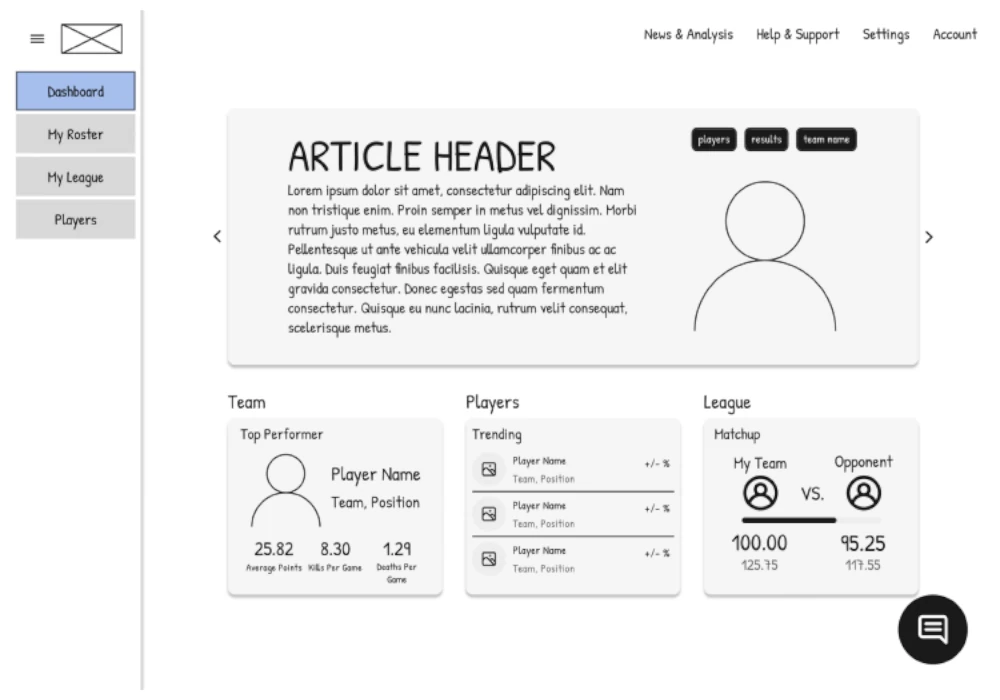 News & Analysis Help & Support Settings Account
Dashboard
My Roster
My League
Players
players results team name
ARTICLE HEADER
Lorem ipsum dolor sit amet, consectetur adipiscing elit. Nam
non tristique enim. Proin semper in metus vel dignissim. Morbi
rutrum justo metus, eu elementum ligula vulputate id.
Pellentesque ut ante vehicula velit ullamcorper finibus ac ac
ligula. Duis feugiat finibus facilisis. Quisque eget quam et elit
gravida consectetur. Donec egestas sed quam fermentum
consectetur. Quisque eu nunc lacinia, rutrum velit consequat,
scelerisque metus.
Team
Top Performer
Player Name
Team, Position
25.82 8.30 1.29
Average Points Kills Per Game Deaths Per
Game
Players
Trending
Player Name +/- %
Team, Position
Player Name +/- %
Team, Position
Player Name +/- %
Team, Position
League
Matchup
My Team Opponent
VS.
100.00 95.25
125.75 117.55